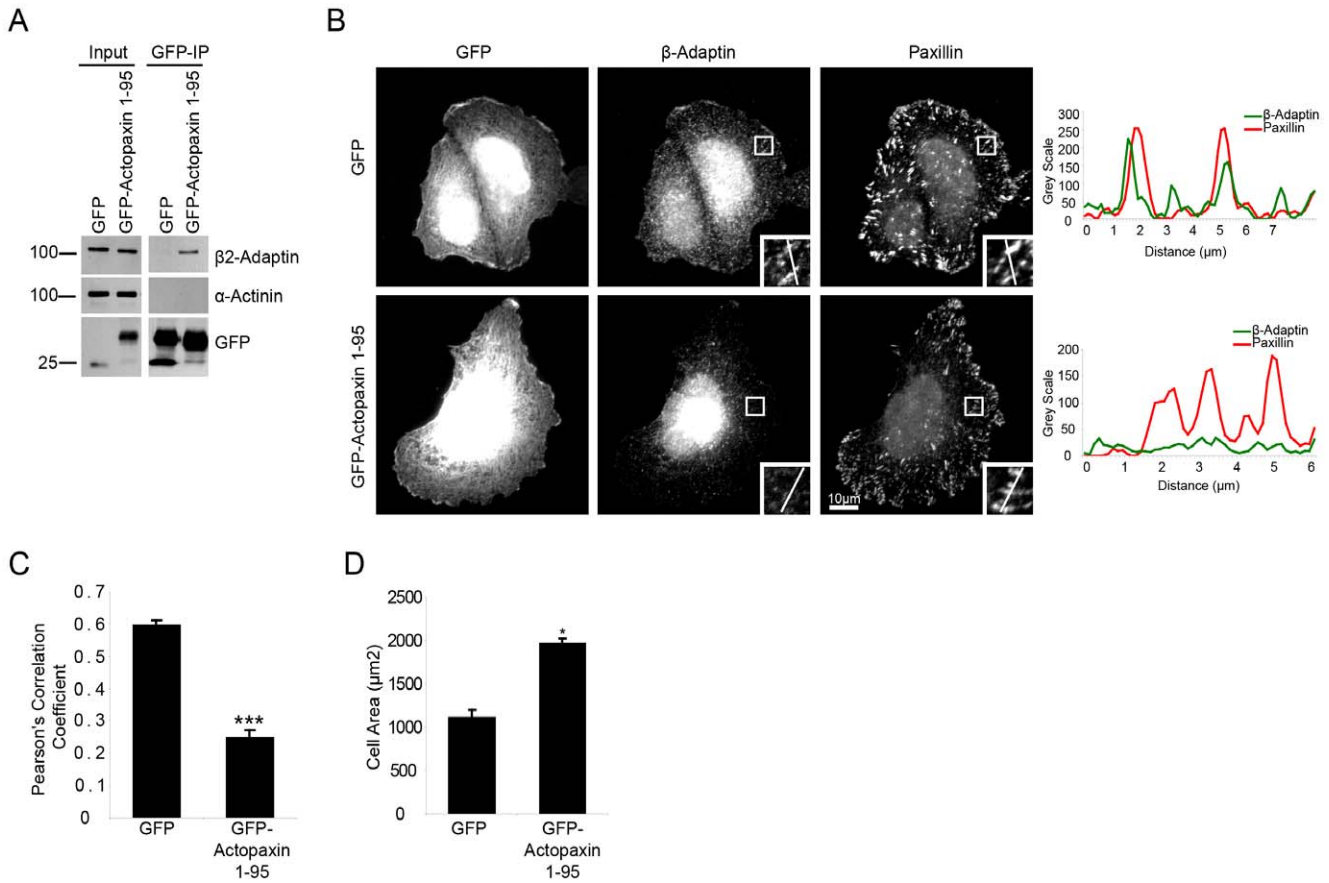 A
Input
GFP-IP
GFP
GFP-Actopaxin 1-95
GFP
GFP-Actopaxin 1-95
100
β2-Adaptin
100
α-Actinin
GFP
25
B
GFP
β-Adaptin
Paxillin
GFP
GFP-Actopaxin 1-95
10µm
β-Adaptin
Paxillin
Grey Scale
300
250
200
150
100
50
0
0 1 2 3 4 5 6 7
Distance (µm)
β-Adaptin
Paxillin
Grey Scale
200
150
100
50
0
0 1 2 3 4 5 6
Distance (µm)
C
Pearson's Correlation
Coefficient
0.7
0.6
0.5
0.4
0.3
0.2
0.1
0
***
GFP
GFP-
Actopaxin
1-95
D
Cell Area (µm2)
2500
2000
1500
1000
500
0
*
GFP
GFP-
Actopaxin
1-95